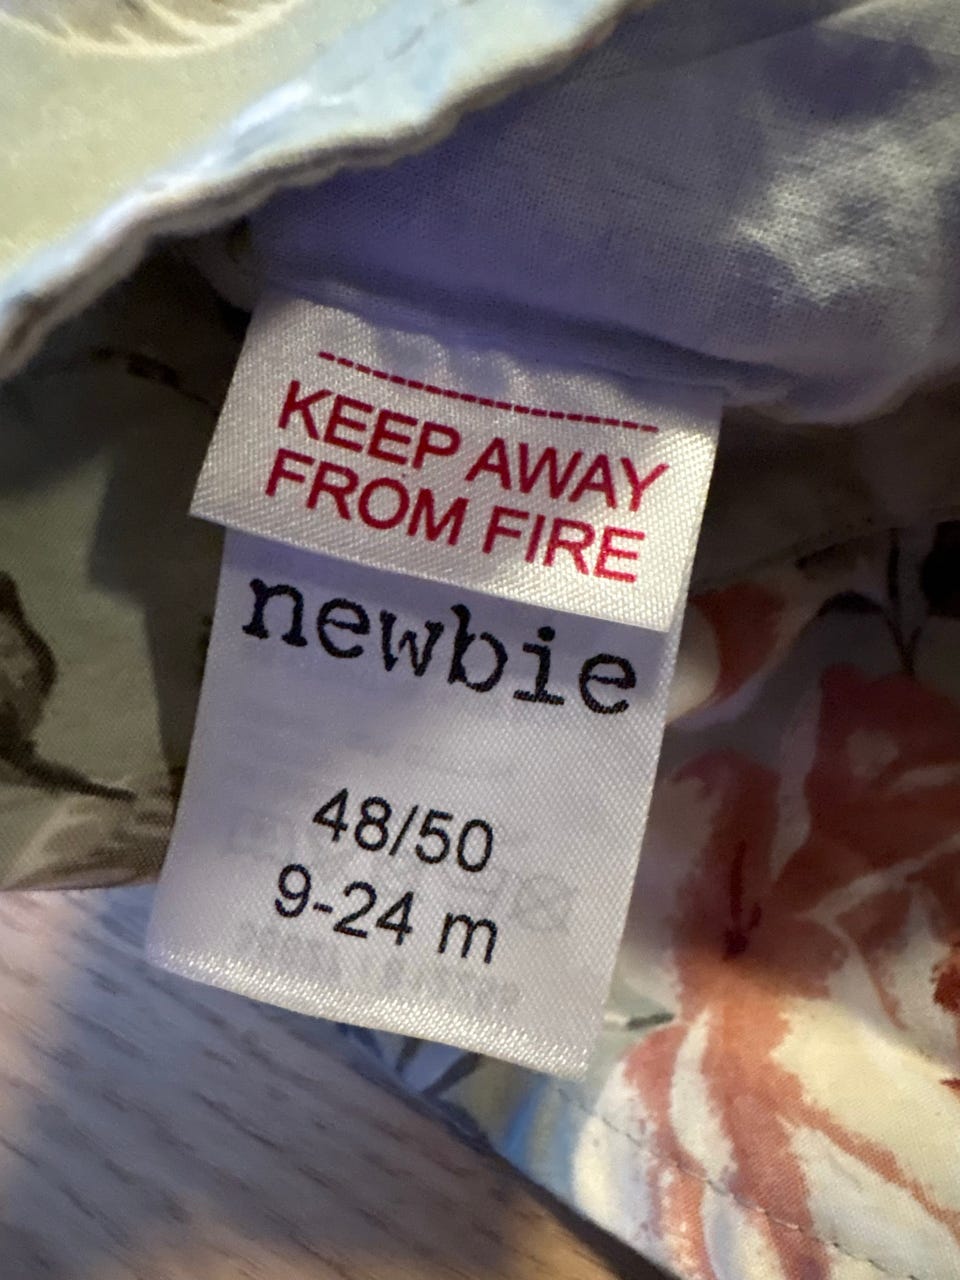 KEEP AWAY
FROM FIRE
newbie
48/50
9-24 m